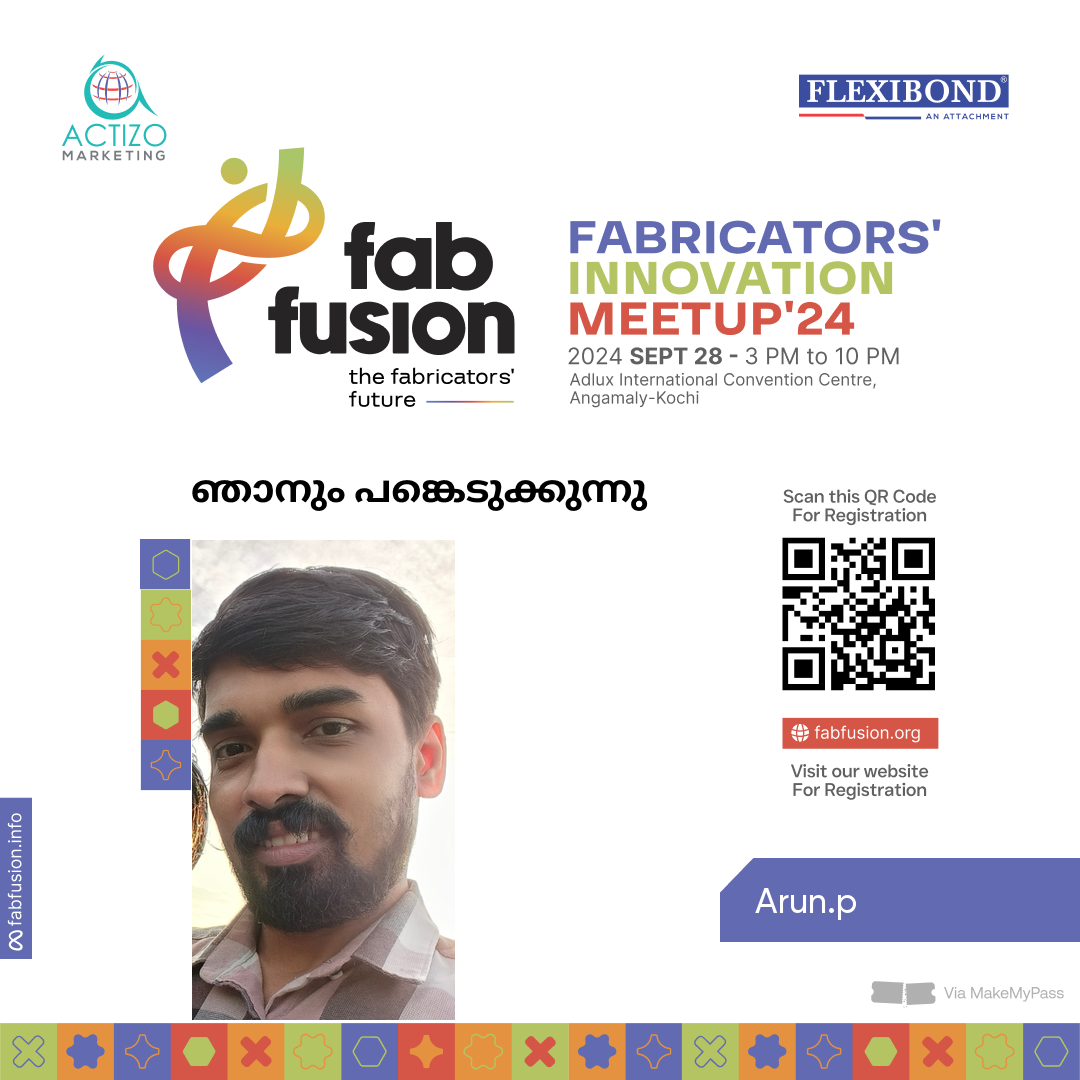 ACTIZO
MARKETING
FLEXIBOND®
AN ATTACHMENT
fab
fusion
the fabricators'
future
FABRICATORS'
INNOVATION
MEETUP'24
2024 SEPT 28 - 3 PM to 10 PM
Adlux International Convention Centre,
Angamaly-Kochi
ഞാനും പങ്കെടുക്കുന്നു
Scan this QR Code
For Registration
fabfusion.org
Visit our website
For Registration
fabfusion.info
Arun.p
Via MakeMyPass